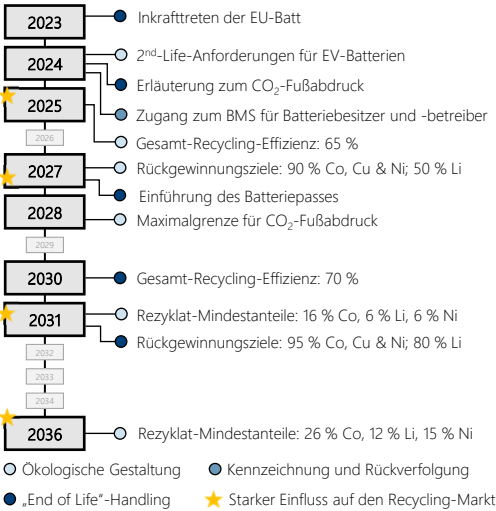 2023
Inkrafttreten der EU-Batt
2024
2nd-Life-Anforderungen für EV-Batterien
Erläuterung zum CO2-Fußabdruck
Zugang zum BMS für Batteriebesitzer und -betreiber
2025
Gesamt-Recycling-Effizienz: 65 %
2026
2027
Rückgewinnungsziele: 90 % Co, Cu & Ni; 50 % Li
Einführung des Batteriepasses
2028
Maximalgrenze für CO2-Fußabdruck
2029
2030
Gesamt-Recycling-Effizienz: 70 %
2031
Rezyklat-Mindestanteile: 16 % Co, 6 % Li, 6 % Ni
Rückgewinnungsziele: 95 % Co, Cu & Ni; 80 % Li
2032
2033
2034
2036
Rezyklat-Mindestanteile: 26 % Co, 12 % Li, 15 % Ni
Ökologische Gestaltung
Kennzeichnung und Rückverfolgung
„End of Life"-Handling
Starker Einfluss auf den Recycling-Markt